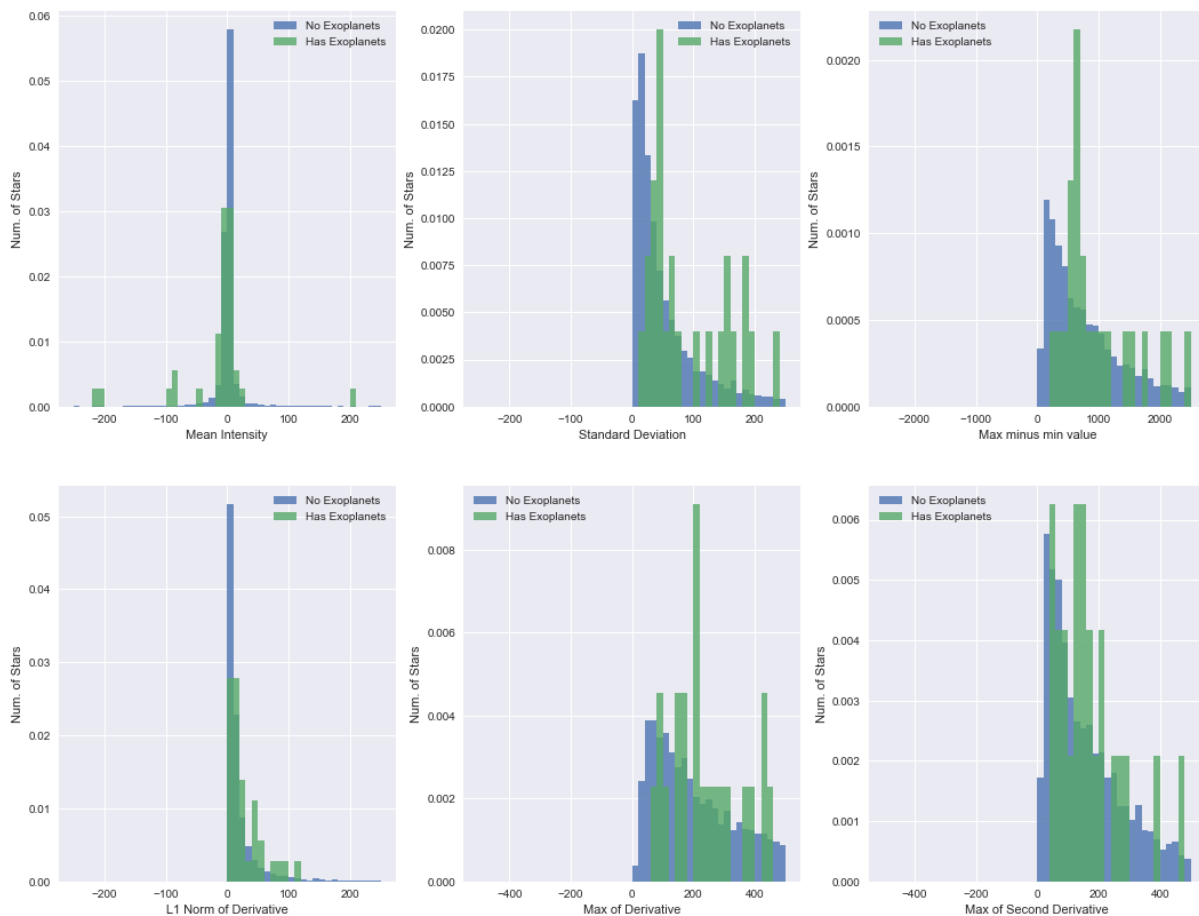 0.06
0.05
0.04
0.03
0.02
0.01
0.00
Num. of Stars
No Exoplanets
Has Exoplanets
−200 −100 0 100 200
Mean Intensity
0.0200
0.0175
0.0150
0.0125
0.0100
0.0075
0.0050
0.0025
0.0000
Num. of Stars
No Exoplanets
Has Exoplanets
−200 −100 0 100 200
Standard Deviation
0.0020
0.0015
0.0010
0.0005
0.0000
Num. of Stars
No Exoplanets
Has Exoplanets
−2000 −1000 0 1000 2000
Max minus min value
0.05
0.04
0.03
0.02
0.01
0.00
Num. of Stars
No Exoplanets
Has Exoplanets
−200 −100 0 100 200
L1 Norm of Derivative
0.008
0.006
0.004
0.002
0.000
Num. of Stars
No Exoplanets
Has Exoplanets
−400 −200 0 200 400
Max of Derivative
0.006
0.005
0.004
0.003
0.002
0.001
0.000
Num. of Stars
No Exoplanets
Has Exoplanets
−400 −200 0 200 400
Max of Second Derivative